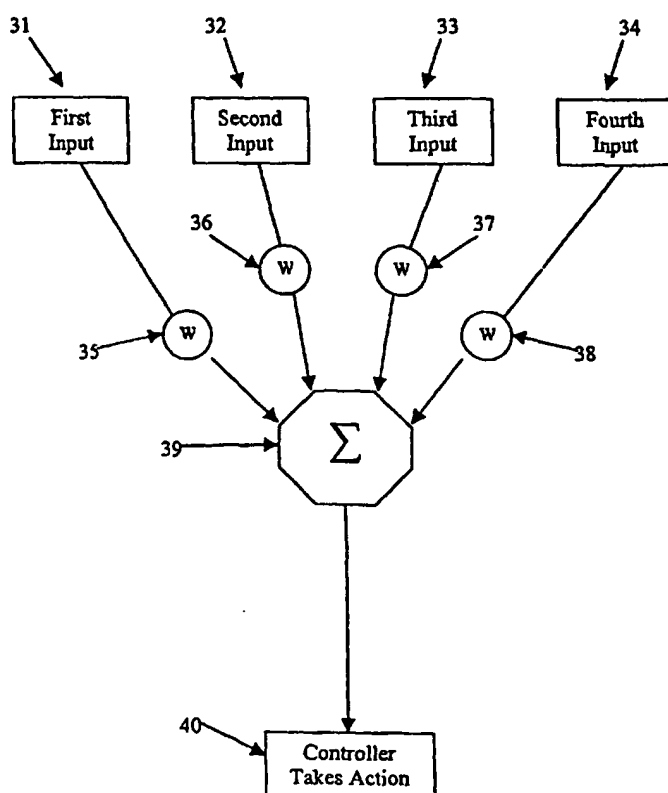 31
32
33
34
First
Input
Second
Input
Third
Input
Fourth
Input
36
W
W
37
35
W
W
38
39
Σ
40
Controller
Takes Action